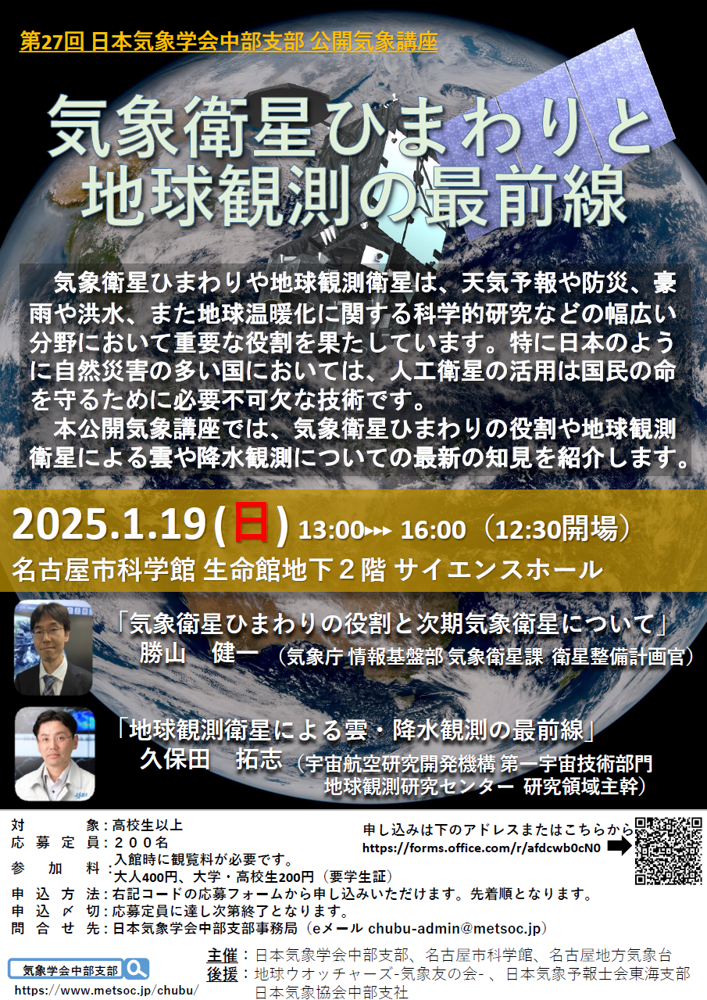 第27回 日本気象学会中部支部 公開気象講座
気象衛星ひまわりと
地球観測の最前線
　気象衛星ひまわりや地球観測衛星は、天気予報や防災、豪
雨や洪水、また地球温暖化に関する科学的研究などの幅広い
分野において重要な役割を果たしています。特に日本のよう
に自然災害の多い国においては、人工衛星の活用は国民の命
を守るために必要不可欠な技術です。
　本公開気象講座では、気象衛星ひまわりの役割や地球観測
衛星による雲や降水観測についての最新の知見を紹介します。
2025.1.19(日) 13:00▸▸▸ 16:00（12:30開場）
名古屋市科学館 生命館地下２階 サイエンスホール
「気象衛星ひまわりの役割と次期気象衛星について」
勝山　健一 （気象庁 情報基盤部 気象衛星課 衛星整備計画官）
「地球観測衛星による雲・降水観測の最前線」
久保田　拓志 （宇宙航空研究開発機構 第一宇宙技術部門
地球観測研究センター 研究領域主幹）
対象：高校生以上
応募定員：２００名
参加料：入館時に観覧料が必要です。
大人400円、大学・高校生200円（要学生証）
申込方法：右記コードの応募フォームから申し込みいただけます。先着順となります。
申込〆切：応募定員に達し次第終了となります。
問合せ先：日本気象学会中部支部事務局（eメール chubu-admin@metsoc.jp）
申し込みは下のアドレスまたはこちらから
https://forms.office.com/r/afdcwb0cN0
気象学会中部支部
https://www.metsoc.jp/chubu/
主催：日本気象学会中部支部、名古屋市科学館、名古屋地方気象台
後援：地球ウオッチャーズ-気象友の会-、日本気象予報士会東海支部
日本気象協会中部支社